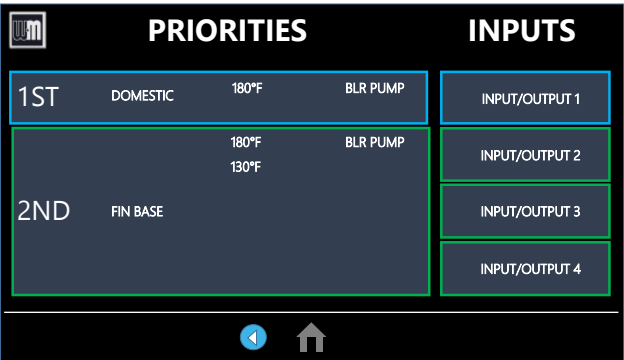 WM
PRIORITIES INPUTS
1ST DOMESTIC 180°F BLR PUMP INPUT/OUTPUT 1
180°F BLR PUMP
130°F
INPUT/OUTPUT 2
2ND FIN BASE INPUT/OUTPUT 3
INPUT/OUTPUT 4